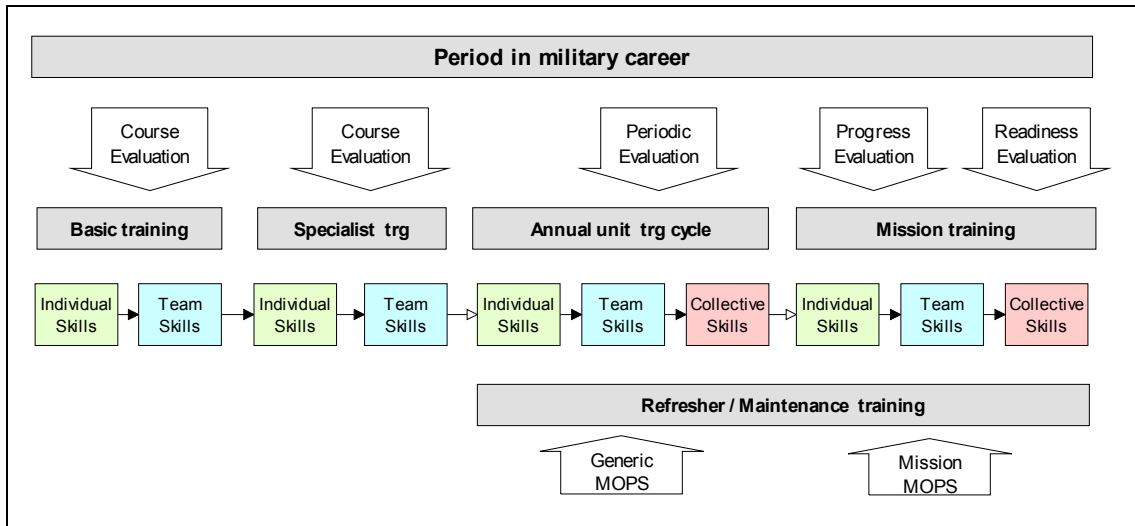 Period in military career
Course
Evaluation
Course
Evaluation
Periodic
Evaluation
Progress
Evaluation
Readiness
Evaluation
Basic training
Specialist trg
Annual unit trg cycle
Mission training
Individual
Skills
Team
Skills
Individual
Skills
Team
Skills
Individual
Skills
Team
Skills
Collective
Skills
Individual
Skills
Team
Skills
Collective
Skills
Refresher / Maintenance training
Generic
MOPS
Mission
MOPS